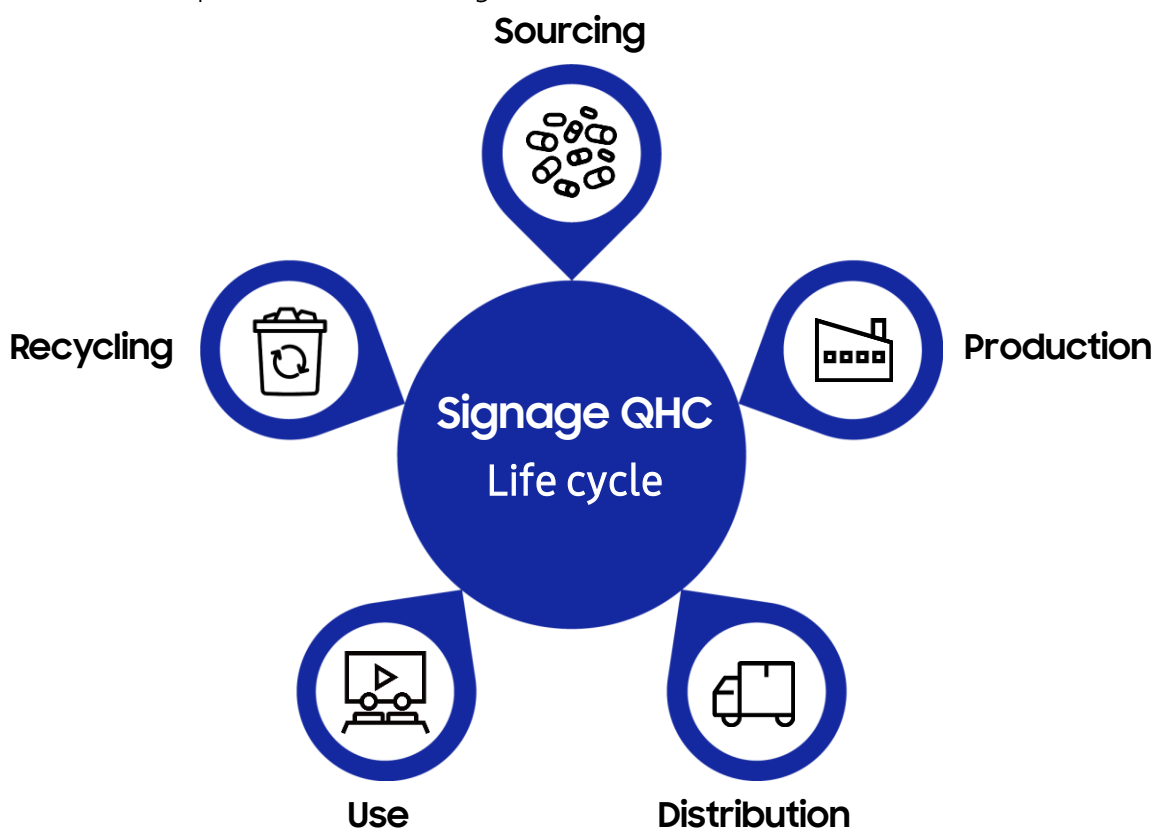 Sourcing
Recycling
Production
Signage QHC
Life cycle
Use
Distribution